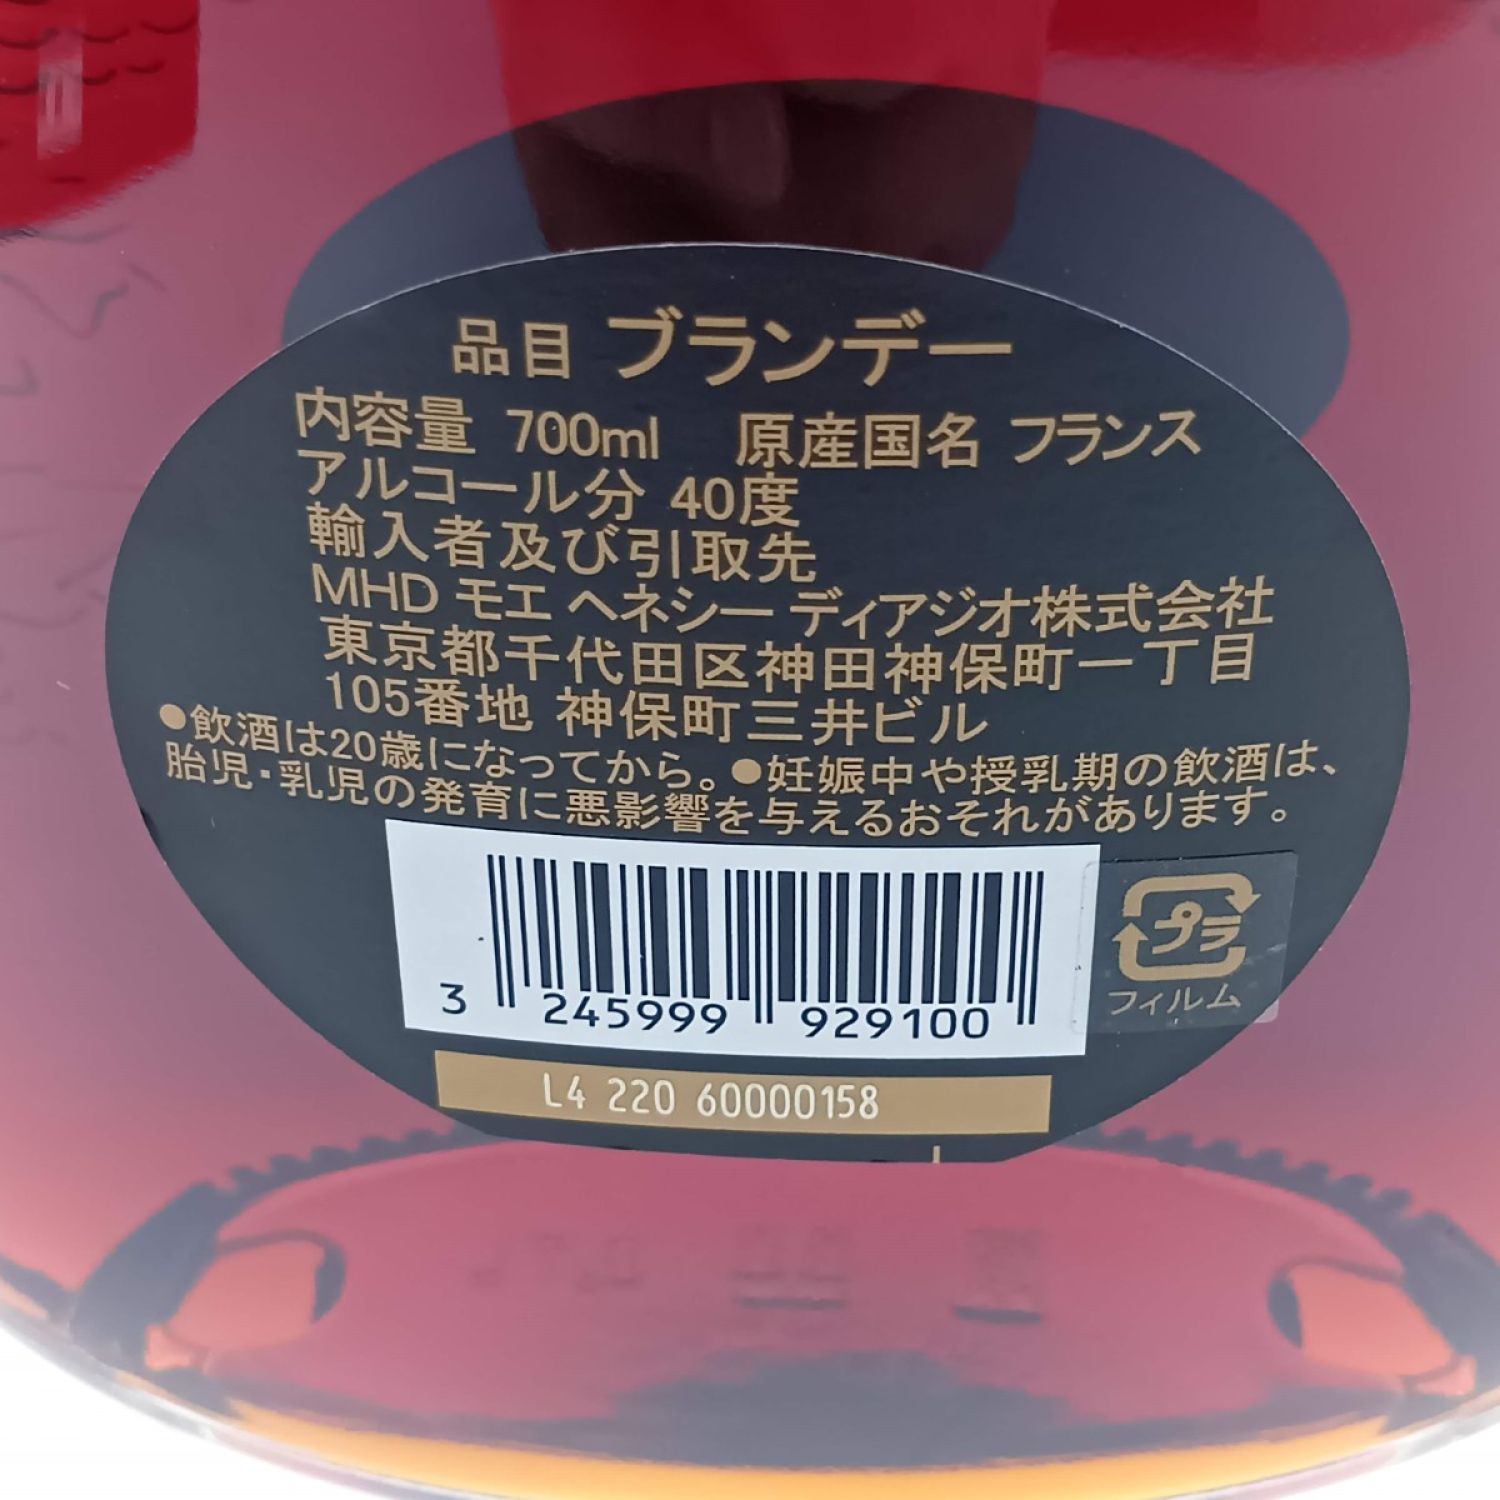 品目 ブランデー
内容量 700ml 原産国名 フランス
アルコール分 40度
輸入者及び引取先
MHD モエ ヘネシー ディアジオ株式会社
東京都千代田区神田神保町一丁目
105番地 神保町三井ビル
●飲酒は20歳になってから。●妊娠中や授乳期の飲酒は、
胎児・乳児の発育に悪影響を与えるおそれがあります。
プラ
フィルム
3 245999 929100
L4 220 60000158